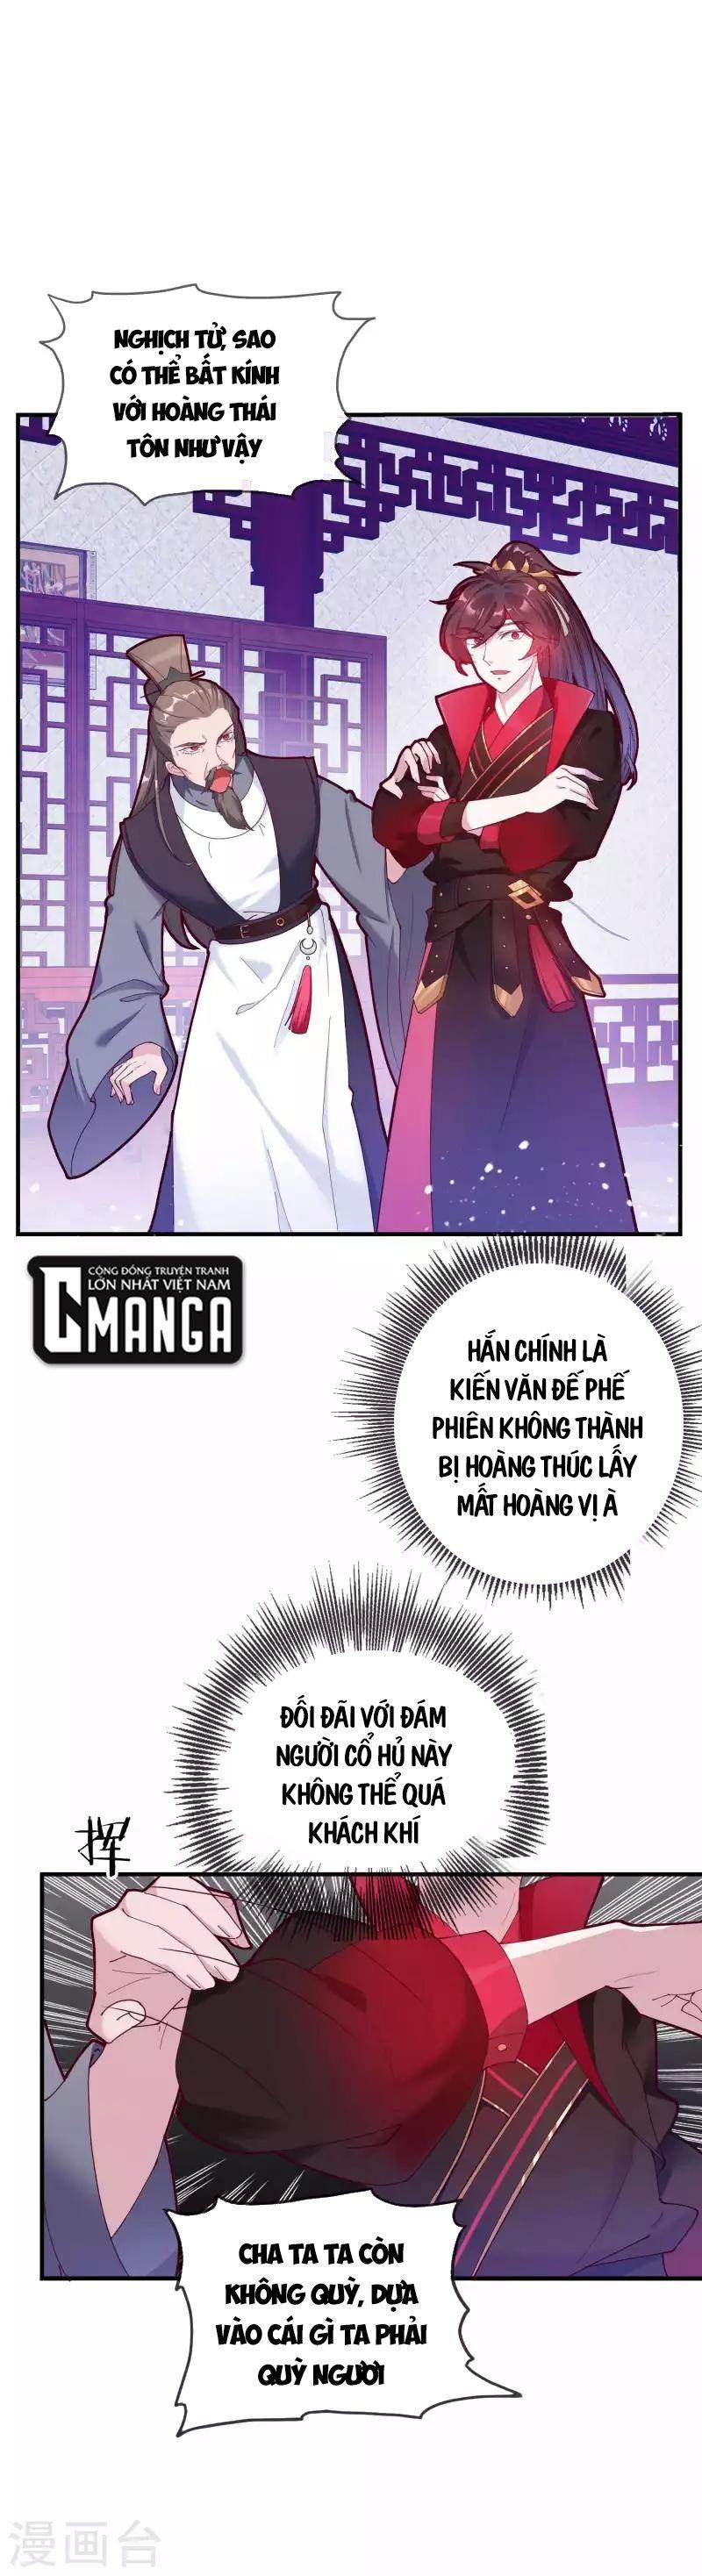 NGHỊCH TỬ, SAO
CÓ THỂ BẤT KÍNH
VỚI HOÀNG THÁI
TÔN NHƯ VẬY
CỘNG ĐỒNG TRUYỆN TRANH
LỚN NHẤT VIỆT NAM
CMANGA
HẮN CHÍNH LÀ
KIẾN VĂN ĐẾ PHẾ
PHIÊN KHÔNG THÀNH
BỊ HOÀNG THÚC LẤY
MẤT HOÀNG VỊ À
ĐỐI ĐÃI VỚI ĐÁM
NGƯỜI CỔ HỦ NÀY
KHÔNG THỂ QUÁ
KHÁCH KHÍ
挥
CHA TA TA CÒN
KHÔNG QUỲ, DỰA
VÀO CÁI GÌ TA PHẢI
QUỲ NGƯƠI
漫画台